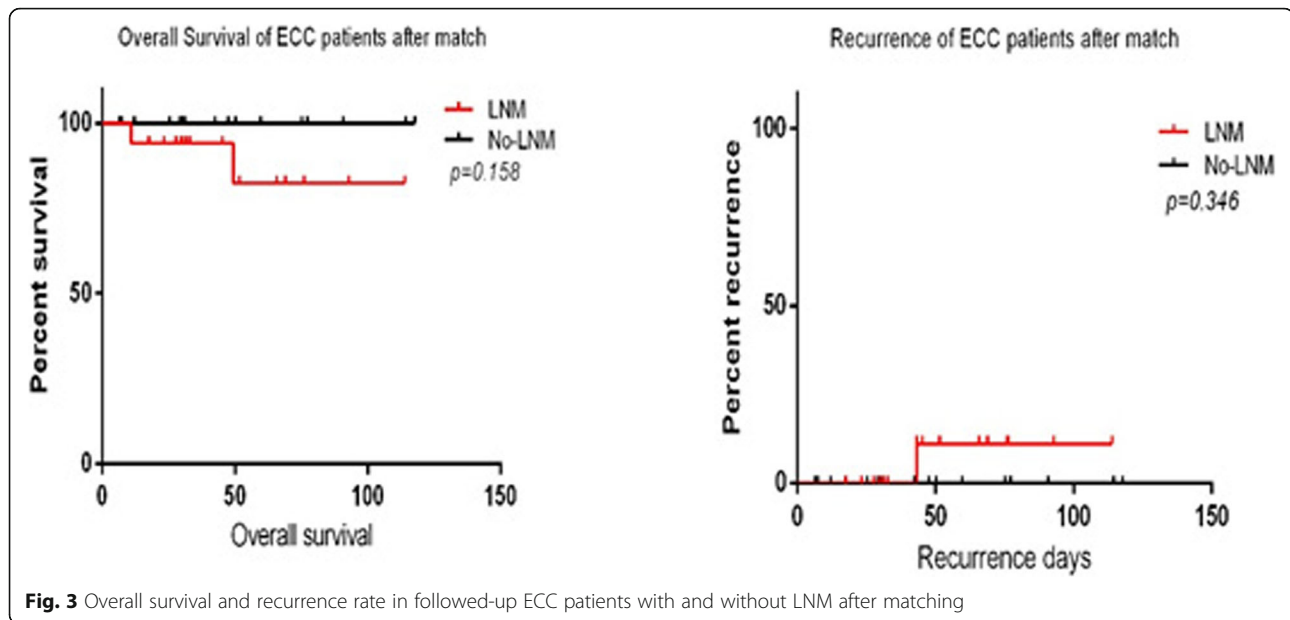 Overall Survival of ECC patients after match
100
50
0
0 50 100 150
Percent survival
Overall survival
LNM
No-LNM
p=0.158
Recurrence of ECC patients after match
100
50
0
0 50 100 150
Percent recurrence
Recurrence days
LNM
No-LNM
p=0.346
Fig. 3 Overall survival and recurrence rate in followed-up ECC patients with and without LNM after matching